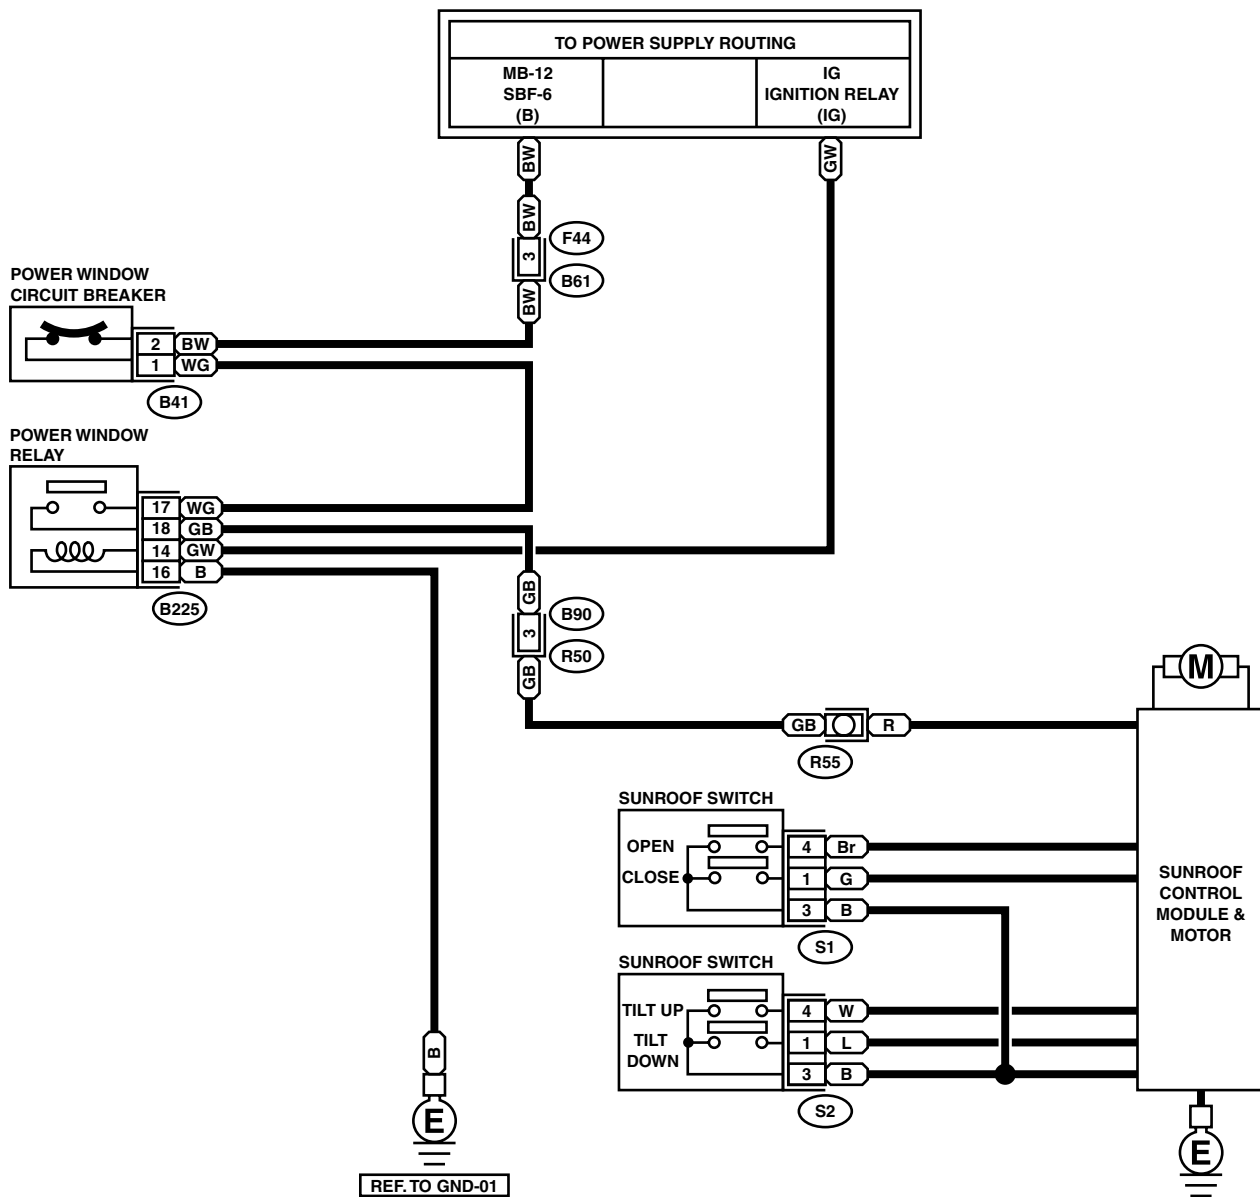 TO POWER SUPPLY ROUTING
MB-12
SBF-6
(B)
IG
IGNITION RELAY
(IG)
BW
GW
BW
3
F44
B61
BW
POWER WINDOW
CIRCUIT BREAKER
2 BW
1 WG
B41
POWER WINDOW
RELAY
17 WG
18 GB
14 GW
16 B
B225
GB
3
B90
R50
GB
M
GB R
R55
SUNROOF SWITCH
OPEN
4 Br
CLOSE
1 G
3 B
S1
SUNROOF
CONTROL
MODULE &
MOTOR
SUNROOF SWITCH
TILT UP
4 W
TILT
DOWN
1 L
3 B
S2
B
E
REF. TO GND-01
E